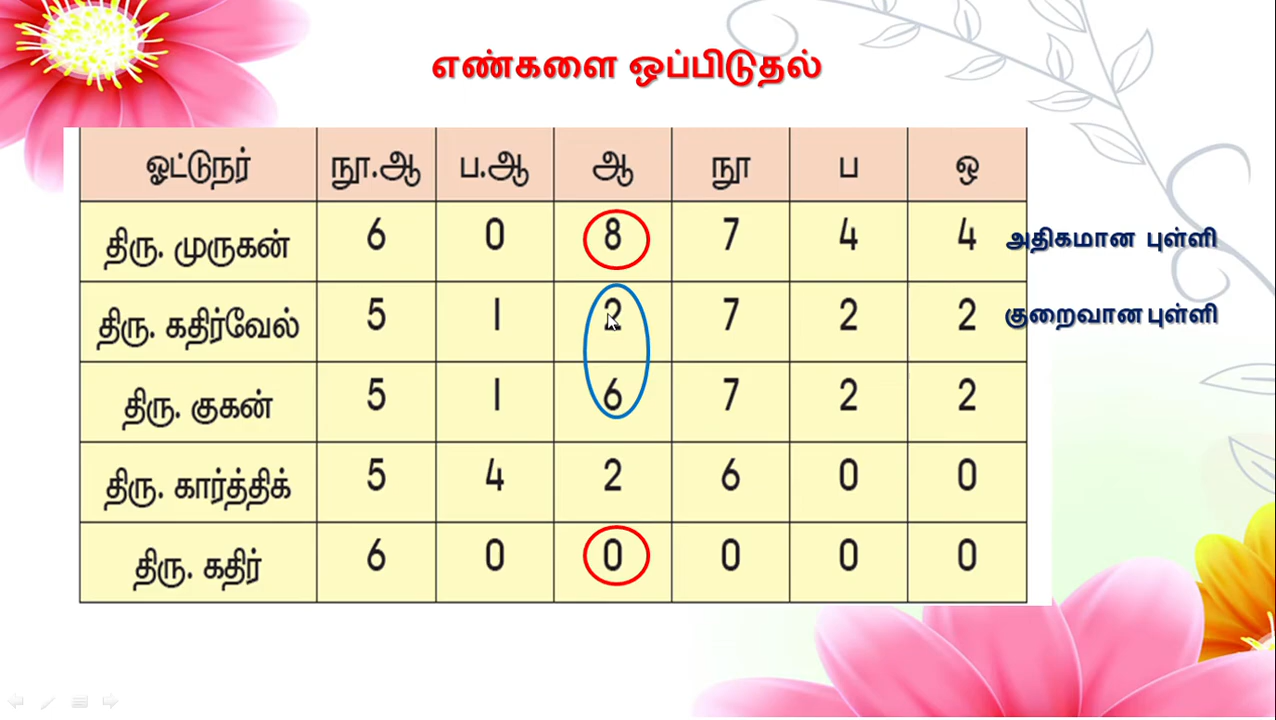 எண்களை ஒப்பிடுதல்
ஓட்டுநர் நூ.ஆ ப.ஆ ஆ நூ ப ஒ
திரு. முருகன் 6 0 8 7 4 4 அதிகமான புள்ளி
திரு. கதிர்வேல் 5 1 2 7 2 2 குறைவான புள்ளி
திரு. குகன் 5 1 6 7 2 2
திரு. கார்த்திக் 5 4 2 6 0 0
திரு. கதிர் 6 0 0 0 0 0